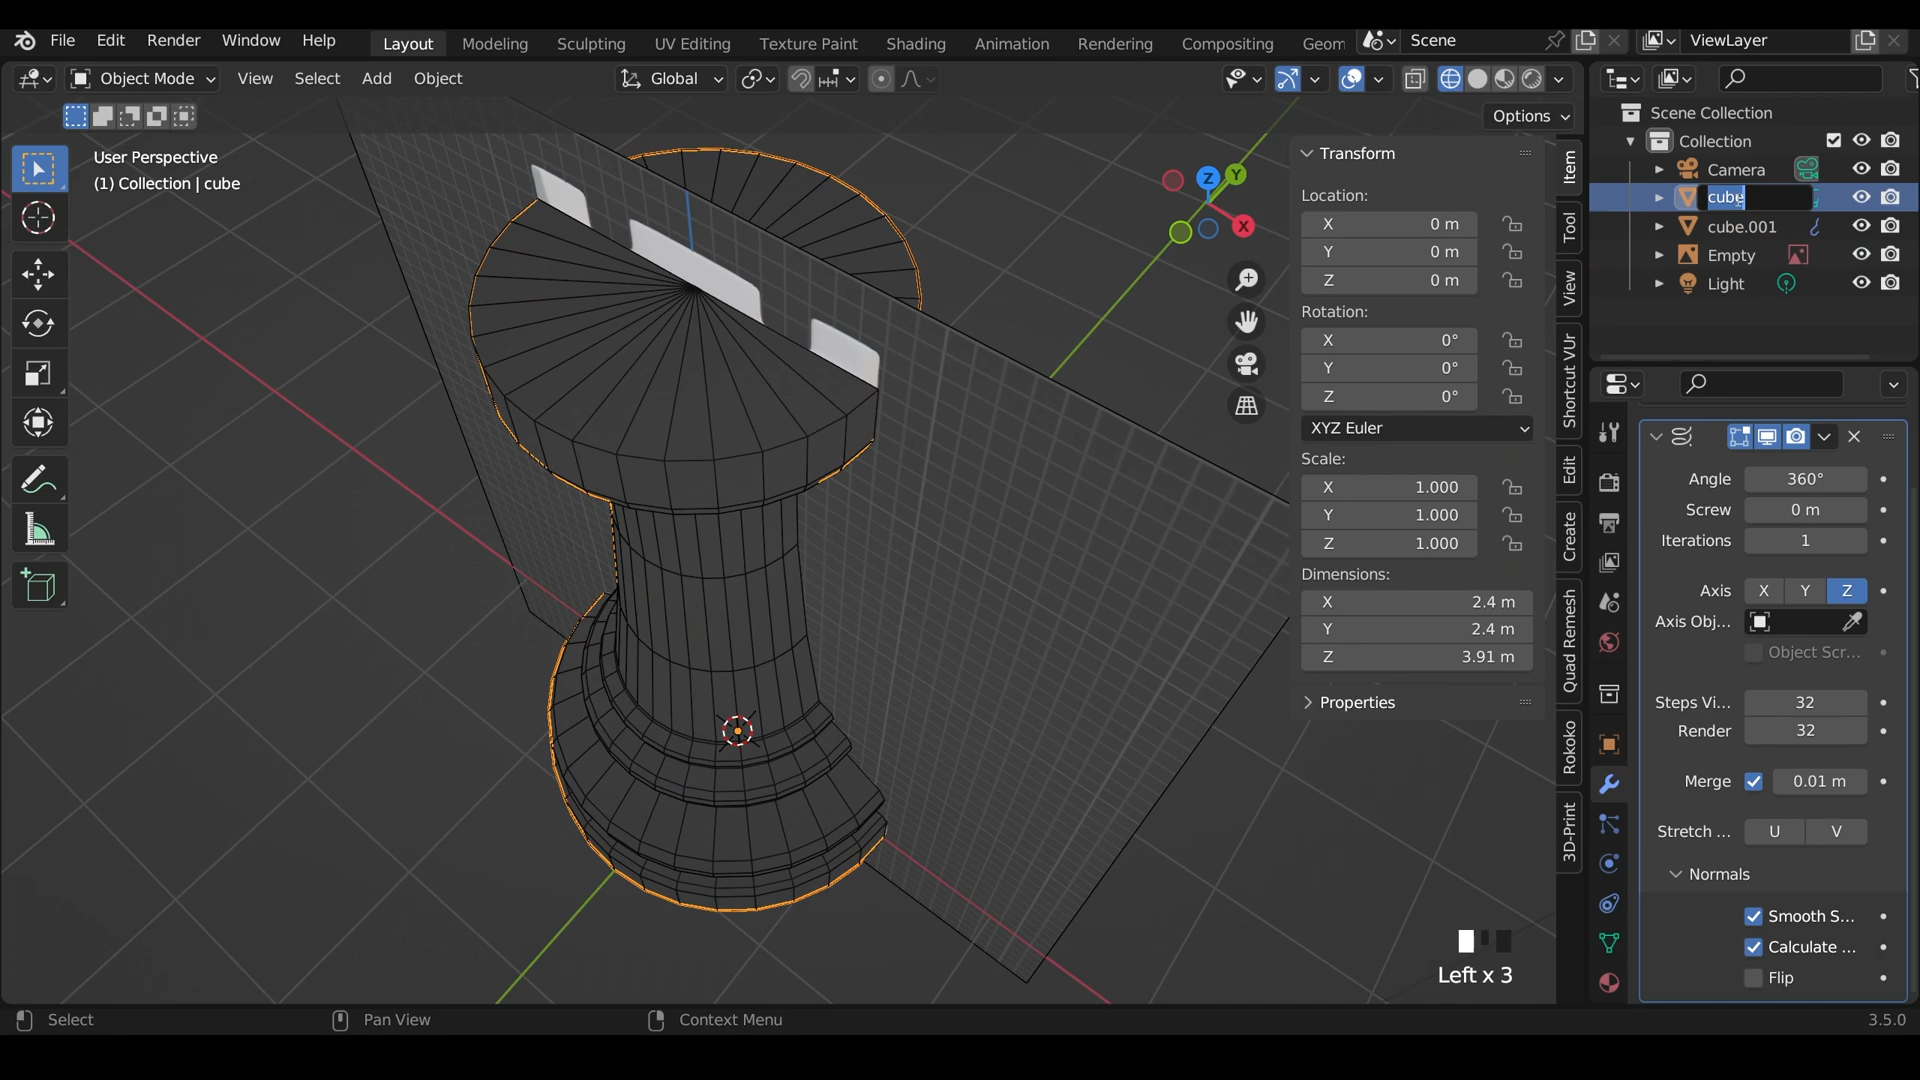 File Edit Render Window Help Layout Modeling Sculpting UV Editing Texture Paint Shading Animation Rendering Compositing Geom Scene ViewLayer
Object Mode View Select Add Object Global
Options
User Perspective
(1) Collection | cube
Z Y X
Transform
Location:
X 0 m
Y 0 m
Z 0 m
Rotation:
X 0°
Y 0°
Z 0°
XYZ Euler
Scale:
X 1.000
Y 1.000
Z 1.000
Dimensions:
X 2.4 m
Y 2.4 m
Z 3.91 m
Properties
Item
Tool
View
Shortcut VUr
Edit
Create
Quad Remesh
Rokoko
3D-Print
Scene Collection
Collection
Camera
cube
cube.001
Empty
Light
Angle 360°
Screw 0 m
Iterations 1
Axis X Y Z
Axis Obj...
Object Scr...
Steps Vi... 32
Render 32
Merge 0.01 m
Stretch ... U V
Normals
Smooth S...
Calculate ...
Flip
Left x 3
Select Pan View Context Menu 3.5.0